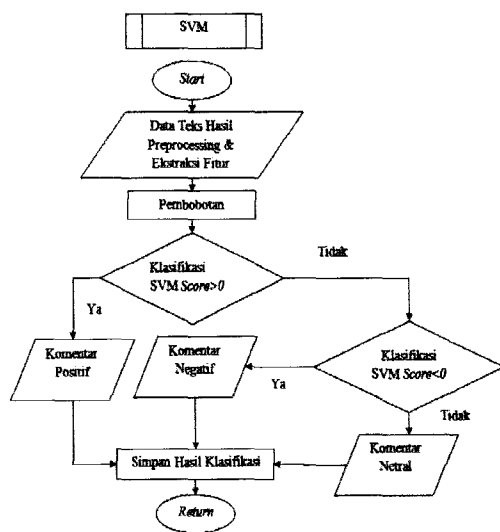 SVM
Start
Data Teks Hasil
Preprocessing &
Ekstraksi Fitur
Pembobotan
Klasifikasi
SVM Score>0
Tidak
Ya
Komentar
Positif
Komentar
Negatif
Ya
Klasifikasi
SVM Score<0
Tidak
Komentar
Netral
Simpan Hasil Klasifikasi
Return